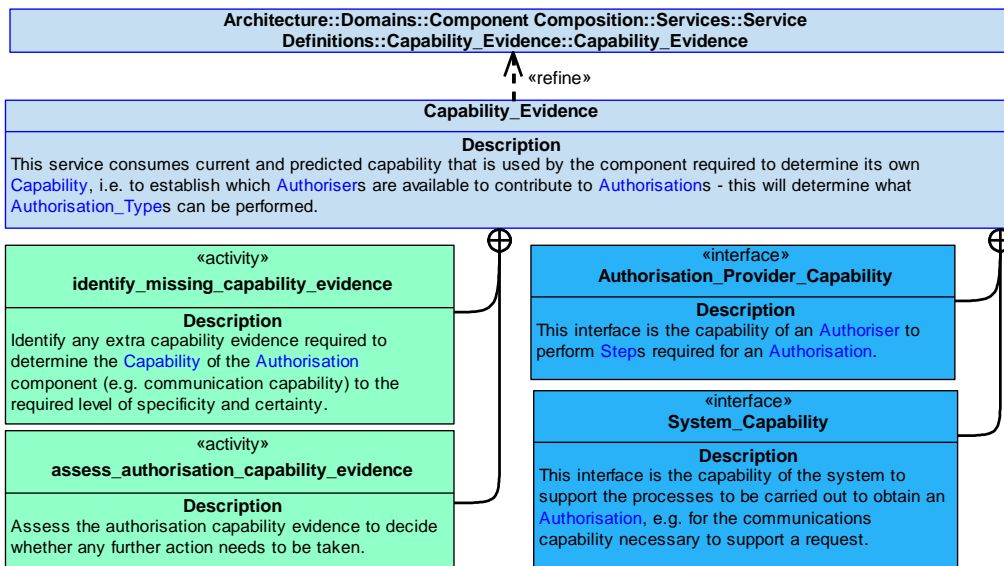 Architecture::Domains::Component Composition::Services::Service
Definitions::Capability_Evidence::Capability_Evidence
«refine»
Capability_Evidence
Description
This service consumes current and predicted capability that is used by the component required to determine its own
Capability, i.e. to establish which Authorisers are available to contribute to Authorisations - this will determine what
Authorisation_Types can be performed.
«activity»
identify_missing_capability_evidence
Description
Identify any extra capability evidence required to
determine the Capability of the Authorisation
component (e.g. communication capability) to the
required level of specificity and certainty.
«activity»
assess_authorisation_capability_evidence
Description
Assess the authorisation capability evidence to decide
whether any further action needs to be taken.
«interface»
Authorisation_Provider_Capability
Description
This interface is the capability of an Authoriser to
perform Steps required for an Authorisation.
«interface»
System_Capability
Description
This interface is the capability of the system to
support the processes to be carried out to obtain an
Authorisation, e.g. for the communications
capability necessary to support a request.